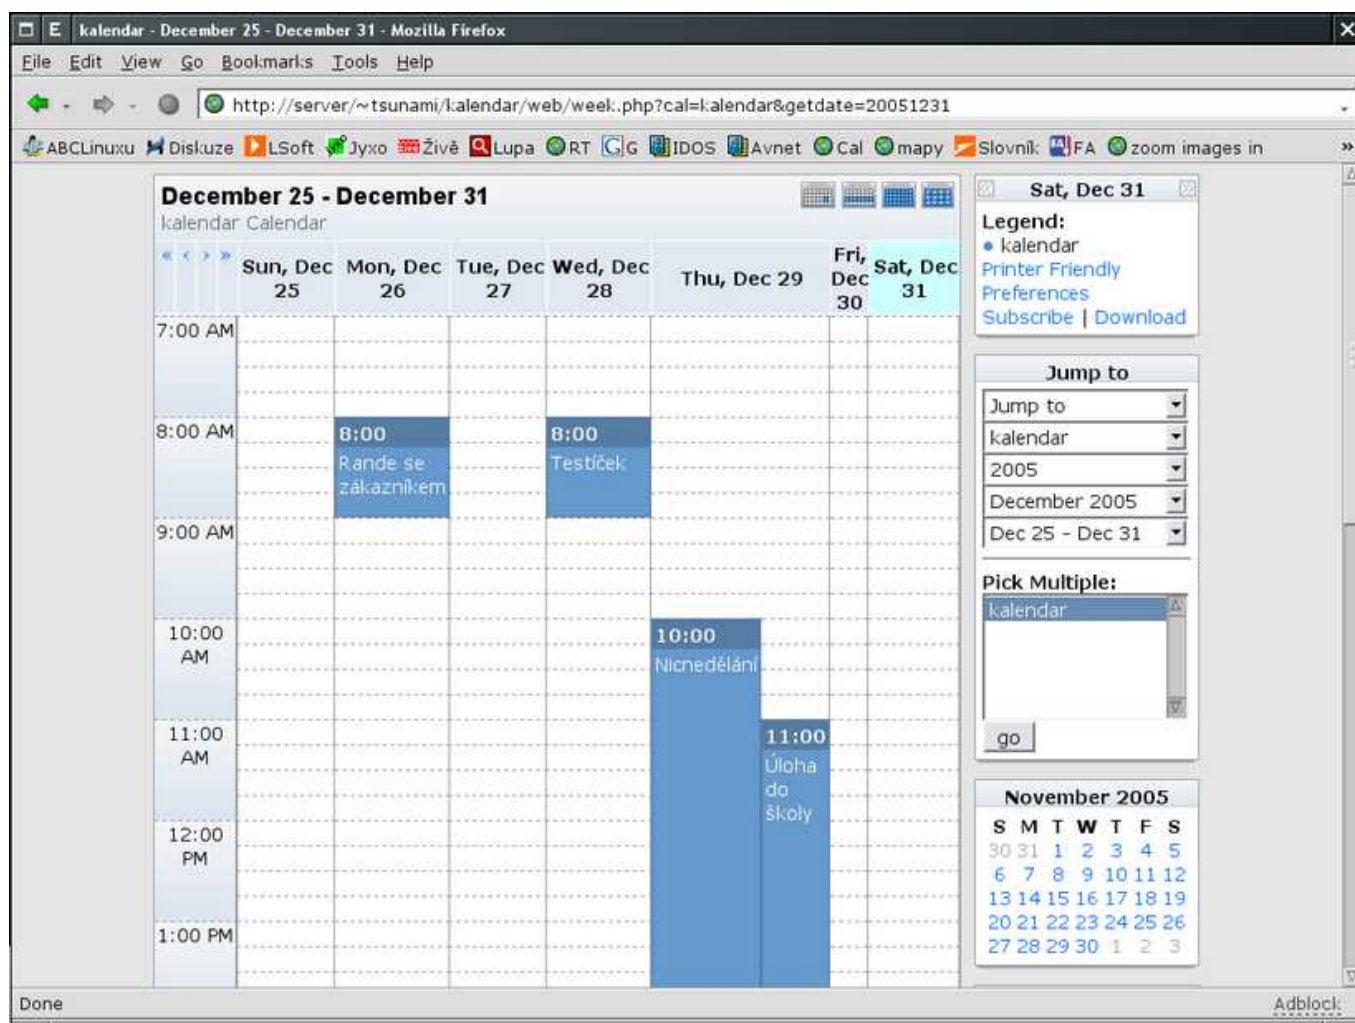 E kalendar - December 25 - December 31 - Mozilla Firefox
File Edit View Go Bookmarks Tools Help
http://server/~tsunami/kalendar/web/week.php?cal=kalendar&getdate=20051231
ABCLinuxu Diskuze LSoft Jyxo Živě Lupa RT G IDOS Avnet Cal mapy Slovník FA zoom images in »
December 25 - December 31
kalendar Calendar
« ‹ › »
Sun, Dec 25
Mon, Dec 26
Tue, Dec 27
Wed, Dec 28
Thu, Dec 29
Fri, Dec 30
Sat, Dec 31
7:00 AM
8:00 AM
8:00
Rande se
zákazníkem
8:00
Testíček
9:00 AM
10:00
AM
10:00
Nicnedělání
11:00
AM
11:00
Úloha
do
školy
12:00
PM
1:00 PM
Sat, Dec 31
Legend:
kalendar
Printer Friendly
Preferences
Subscribe | Download
Jump to
Jump to
kalendar
2005
December 2005
Dec 25 - Dec 31
Pick Multiple:
kalendar
go
November 2005
S M T W T F S
30 31 1 2 3 4 5
6 7 8 9 10 11 12
13 14 15 16 17 18 19
20 21 22 23 24 25 26
27 28 29 30 1 2 3
Done
Adblock